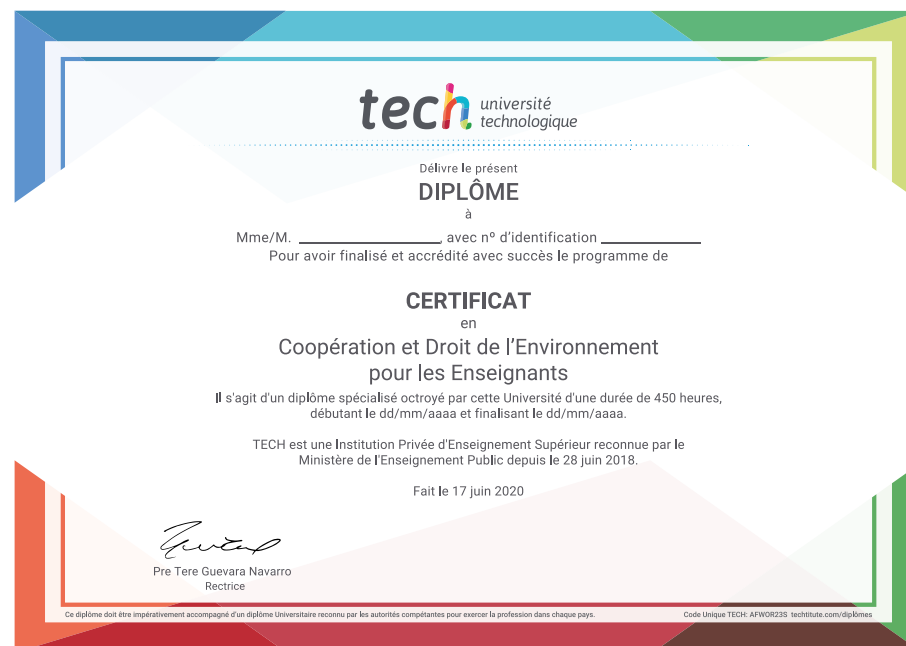 tech université
technologique
Délivre le présent
DIPLÔME
à
Mme/M. ____________________, avec nº d’identification ______________
Pour avoir finalisé et accrédité avec succès le programme de
CERTIFICAT
en
Coopération et Droit de l’Environnement
pour les Enseignants
Il s'agit d'un diplôme spécialisé octroyé par cette Université d'une durée de 450 heures,
débutant le dd/mm/aaaa et finalisant le dd/mm/aaaa.
TECH est une Institution Privée d'Enseignement Supérieur reconnue par le
Ministère de l'Enseignement Public depuis le 28 juin 2018.
Fait le 17 juin 2020
Pre Tere Guevara Navarro
Rectrice
Ce diplôme doit être impérativement accompagné d'un diplôme Universitaire reconnu par les autorités compétantes pour exercer la profession dans chaque pays.
Code Unique TECH: AFWOR23S techtitute.com/diplômes